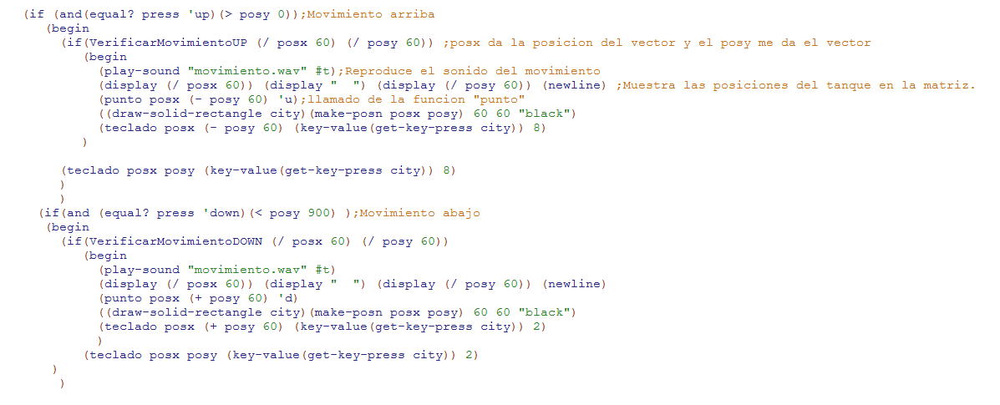 (if (and(equal? press 'up)(> posy 0));Movimiento arriba
(begin
(if(VerificarMovimientoUP (/ posx 60) (/ posy 60)) ;posx da la posicion del vector y el posy me da el vector
(begin
(play-sound "movimiento.wav" #t);Reproduce el sonido del movimiento
(display (/ posx 60)) (display "  ") (display (/ posy 60)) (newline) ;Muestra las posiciones del tanque en la matriz.
(punto posx (- posy 60) 'u);llamado de la funcion "punto"
((draw-solid-rectangle city)(make-posn posx posy) 60 60 "black")
(teclado posx (- posy 60) (key-value(get-key-press city)) 8)
)
(teclado posx posy (key-value(get-key-press city)) 8)
)
)
(if(and (equal? press 'down)(< posy 900) );Movimiento abajo
(begin
(if(VerificarMovimientoDOWN (/ posx 60) (/ posy 60))
(begin
(play-sound "movimiento.wav" #t)
(display (/ posx 60)) (display "  ") (display (/ posy 60)) (newline)
(punto posx (+ posy 60) 'd)
((draw-solid-rectangle city)(make-posn posx posy) 60 60 "black")
(teclado posx (+ posy 60) (key-value(get-key-press city)) 2)
)
(teclado posx posy (key-value(get-key-press city)) 2)
)
)